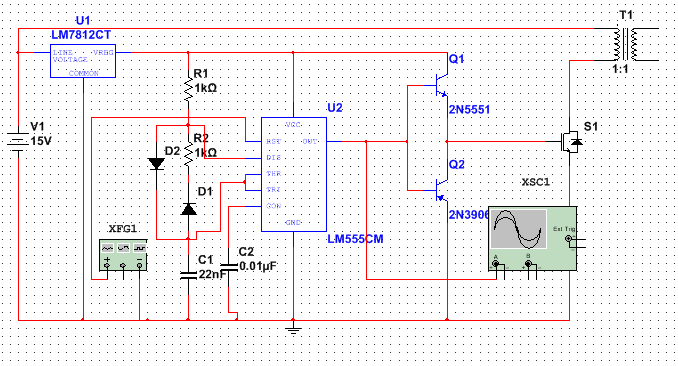 T1
1:1
U1
LM7812CT
LINE
VOLTAGE
VREG
COMMON
V1
15V
R1
1kΩ
R2
1kΩ
D2
D1
C1
22nF
C2
0.01µF
XFG1
U2
VCC
RST
OUT
DIS
THR
TRI
CON
GND
LM555CM
Q1
2N5551
Q2
2N3906
S1
XSC1
Ext Trig
A
B